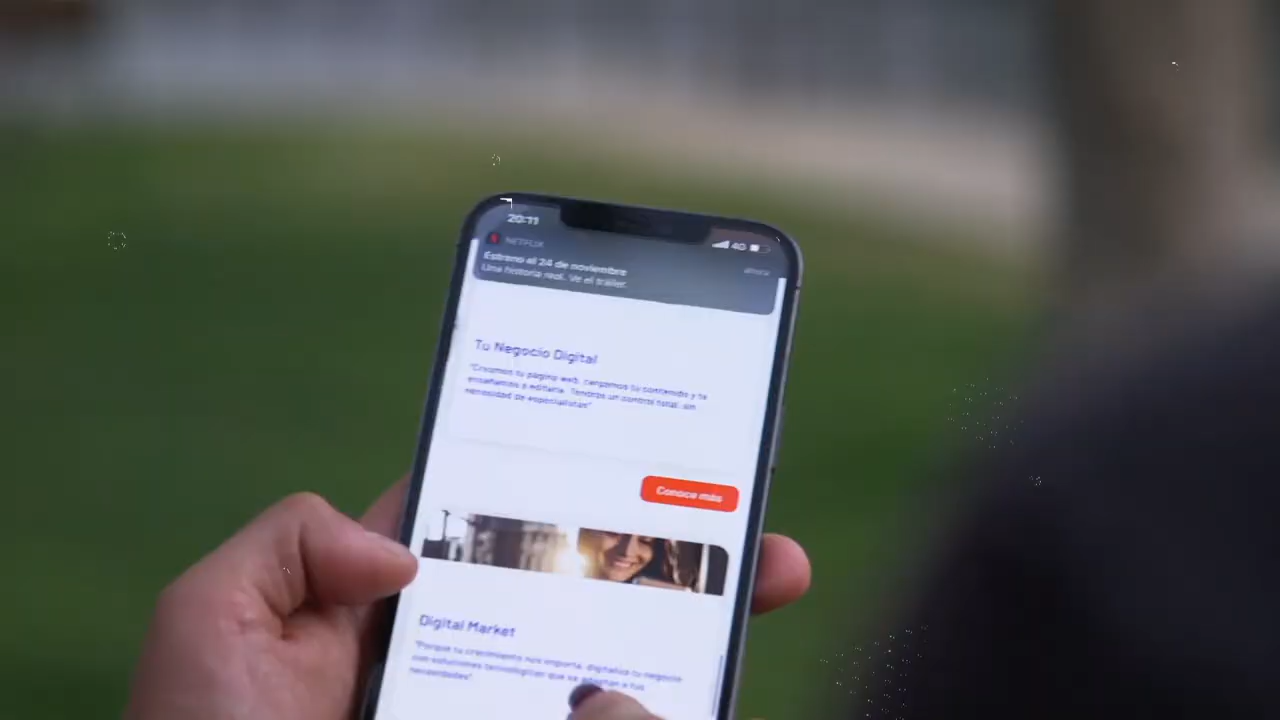 20:11
4G
NETFLIX
ahora
Estreno el 24 de noviembre
Una historia real. Ve el tráiler.
Tu Negocio Digital
"Creamos tu página web, cargamos tu contenido y te
enseñamos a editarla. Tendrás un control total, sin
necesidad de especialistas"
Conoce más
Digital Market
"Porque tu crecimiento nos importa, digitaliza tu negocio
con soluciones tecnológicas que se adaptan a tus
necesidades"